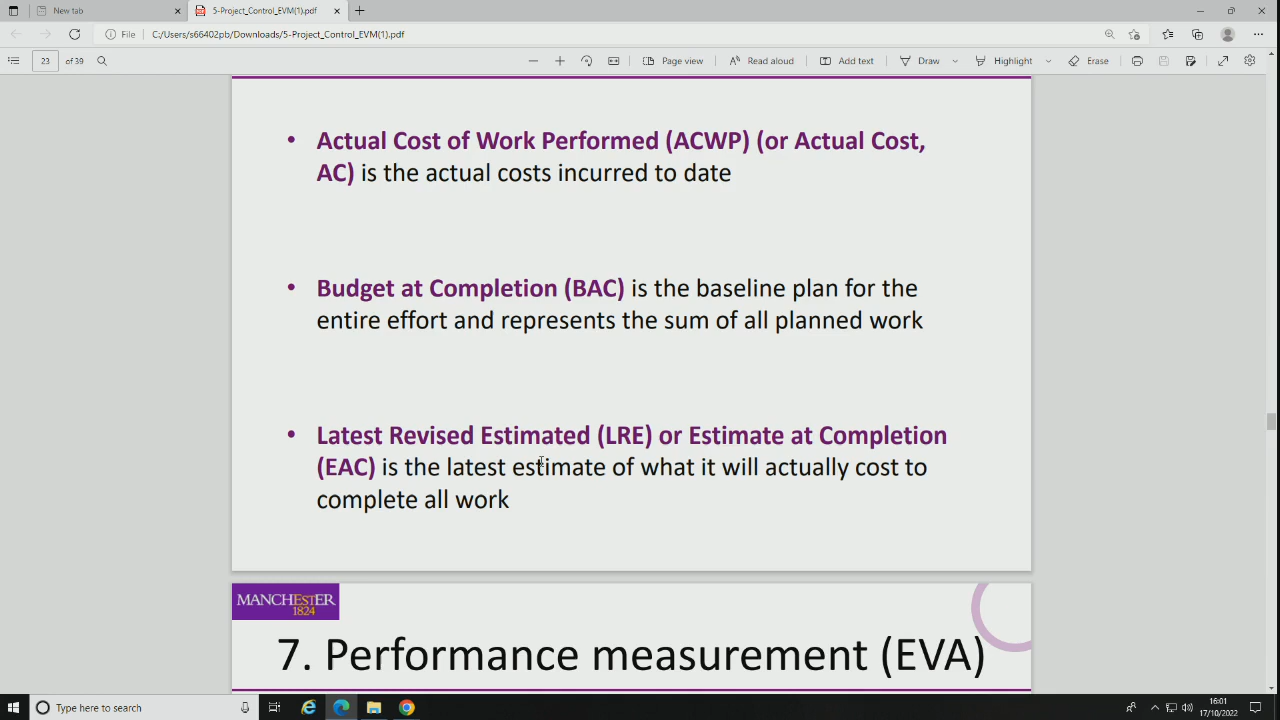 New tab
5-Project_Control_EVM(1).pdf
File C:/Users/s66402pb/Downloads/5-Project_Control_EVM(1).pdf
23 of 39
Page view
Read aloud
Add text
Draw
Highlight
Erase
• Actual Cost of Work Performed (ACWP) (or Actual Cost,
AC) is the actual costs incurred to date
• Budget at Completion (BAC) is the baseline plan for the
entire effort and represents the sum of all planned work
• Latest Revised Estimated (LRE) or Estimate at Completion
(EAC) is the latest estimate of what it will actually cost to
complete all work
MANCHESTER
1824
7. Performance measurement (EVA)
Type here to search
16:01
17/10/2022